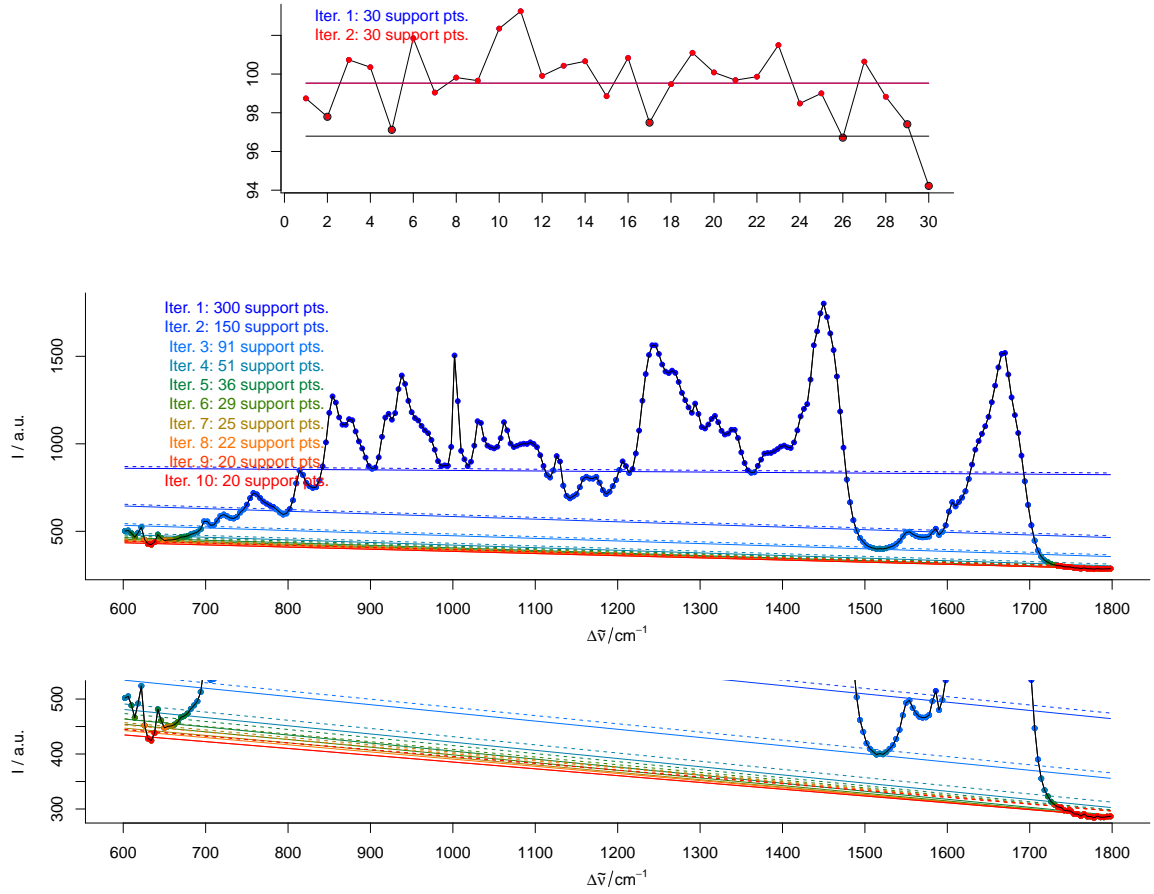 Iter. 1: 30 support pts.
Iter. 2: 30 support pts.
100
98
96
94
0 2 4 6 8 10 12 14 16 18 20 22 24 26 28 30
Iter. 1: 300 support pts.
Iter. 2: 150 support pts.
Iter. 3: 91 support pts.
Iter. 4: 51 support pts.
Iter. 5: 36 support pts.
Iter. 6: 29 support pts.
Iter. 7: 25 support pts.
Iter. 8: 22 support pts.
Iter. 9: 20 support pts.
Iter. 10: 20 support pts.
I / a.u.
1500
1000
500
600 700 800 900 1000 1100 1200 1300 1400 1500 1600 1700 1800
Δν̃/cm⁻¹
I / a.u.
500
400
300
600 700 800 900 1000 1100 1200 1300 1400 1500 1600 1700 1800
Δν̃/cm⁻¹